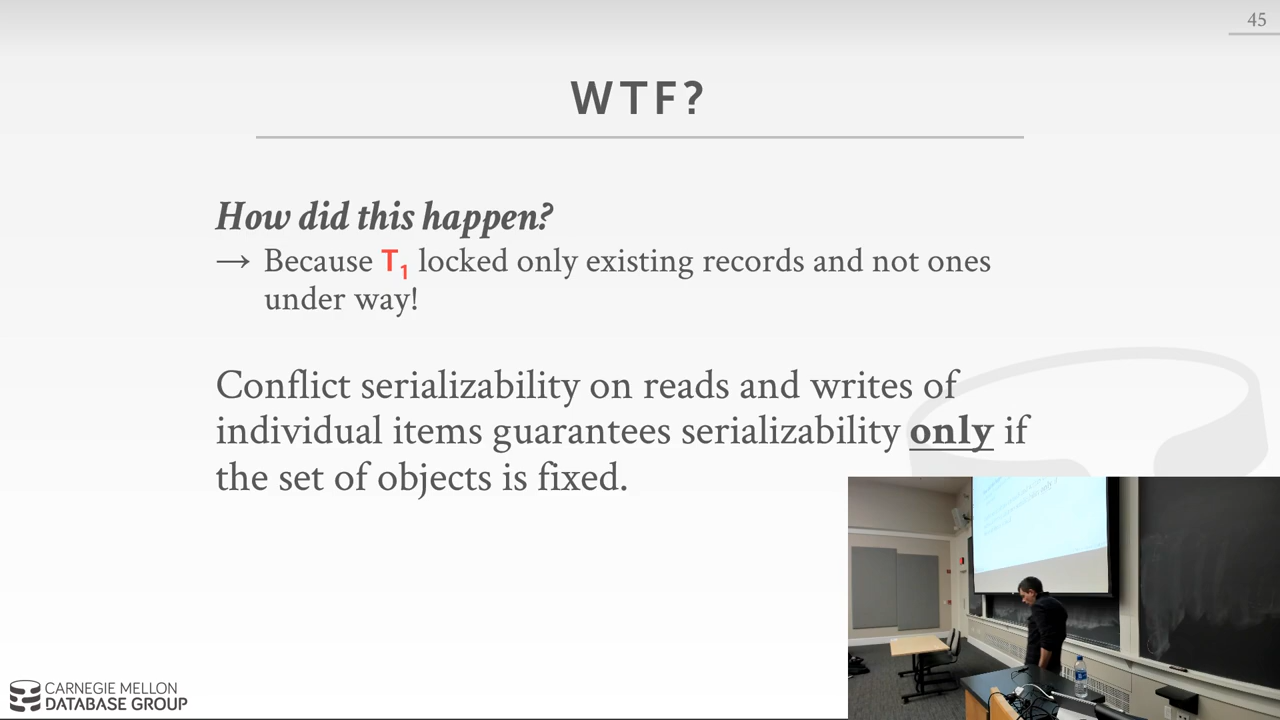 45
WTF?
How did this happen?
→ Because T₁ locked only existing records and not ones
under way!
Conflict serializability on reads and writes of
individual items guarantees serializability only if
the set of objects is fixed.
CARNEGIE MELLON
DATABASE GROUP